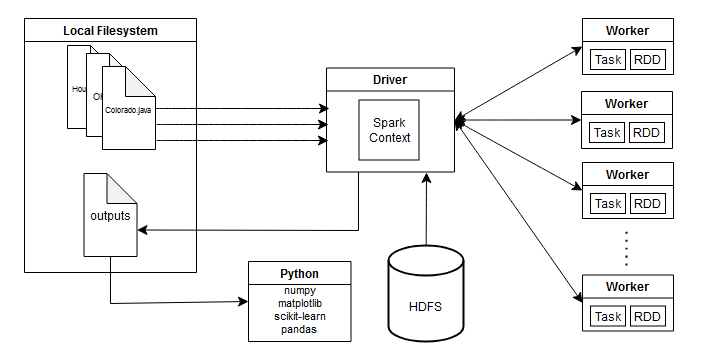 Local Filesystem
Hou
Ol
Colorado.java
outputs
Driver
Spark
Context
HDFS
Python
numpy
matplotlib
scikit-learn
pandas
Worker
Task RDD
Worker
Task RDD
Worker
Task RDD
Worker
Task RDD